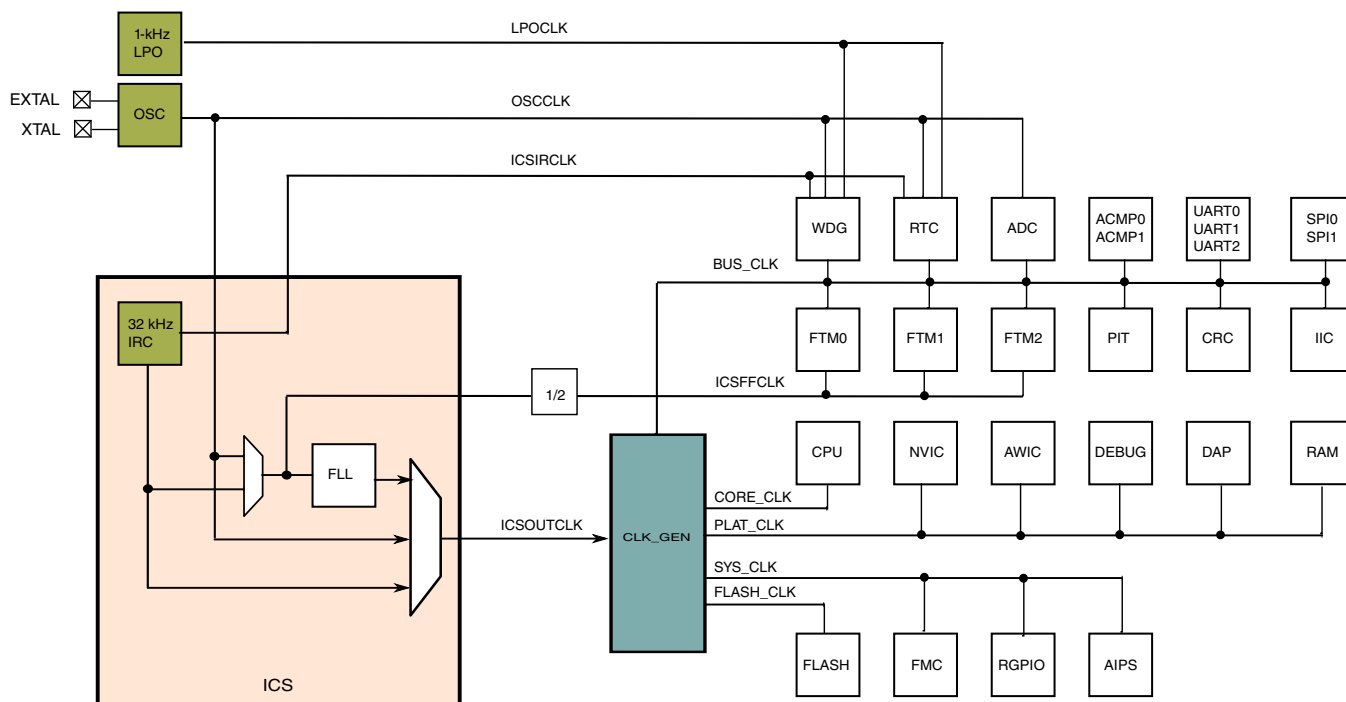 1-kHz
LPO
LPOCLK
EXTAL
XTAL
OSC
OSCCLK
ICSIRCLK
WDG
RTC
ADC
ACMP0
ACMP1
UART0
UART1
UART2
SPI0
SPI1
BUS_CLK
32 kHz
IRC
FTM0
FTM1
FTM2
PIT
CRC
IIC
1/2
ICSFFCLK
FLL
CPU
NVIC
AWIC
DEBUG
DAP
RAM
CORE_CLK
ICSOUTCLK
CLK_GEN
PLAT_CLK
SYS_CLK
FLASH_CLK
FLASH
FMC
RGPIO
AIPS
ICS